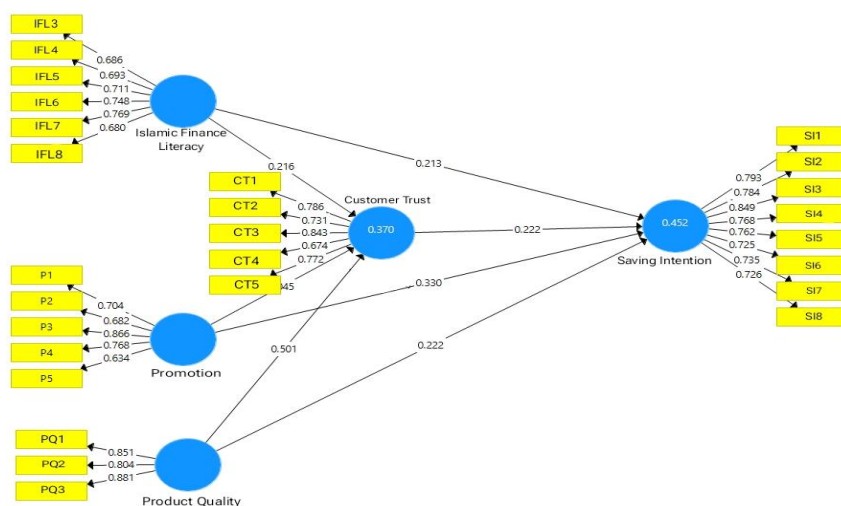 IFL3
IFL4
IFL5
IFL6
IFL7
IFL8
0.686
0.693
0.711
0.748
0.769
0.680
Islamic Finance
Literacy
0.216
0.213
CT1
CT2
CT3
CT4
CT5
0.786
0.731
0.843
0.674
0.772
Customer Trust
0.370
0.222
0.452
Saving Intention
SI1
SI2
SI3
SI4
SI5
SI6
SI7
SI8
0.793
0.784
0.849
0.768
0.762
0.725
0.735
0.726
P1
P2
P3
P4
P5
0.704
0.682
0.866
0.768
0.634
Promotion
0.330
0.501
0.222
PQ1
PQ2
PQ3
0.851
0.804
0.881
Product Quality